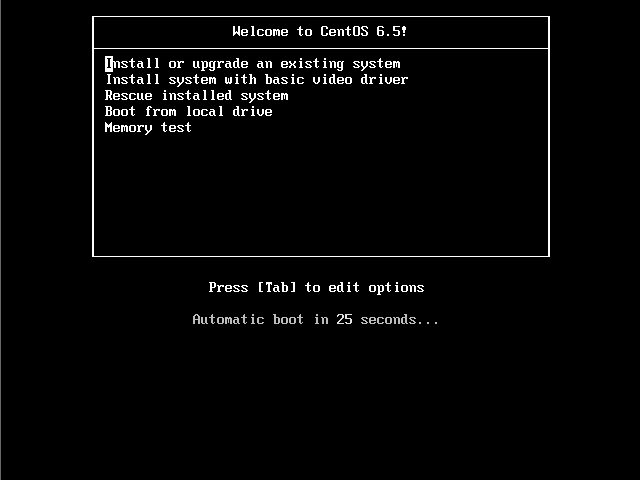 Welcome to CentOS 6.5!
Install or upgrade an existing system
Install system with basic video driver
Rescue installed system
Boot from local drive
Memory test
Press [Tab] to edit options
Automatic boot in 25 seconds...